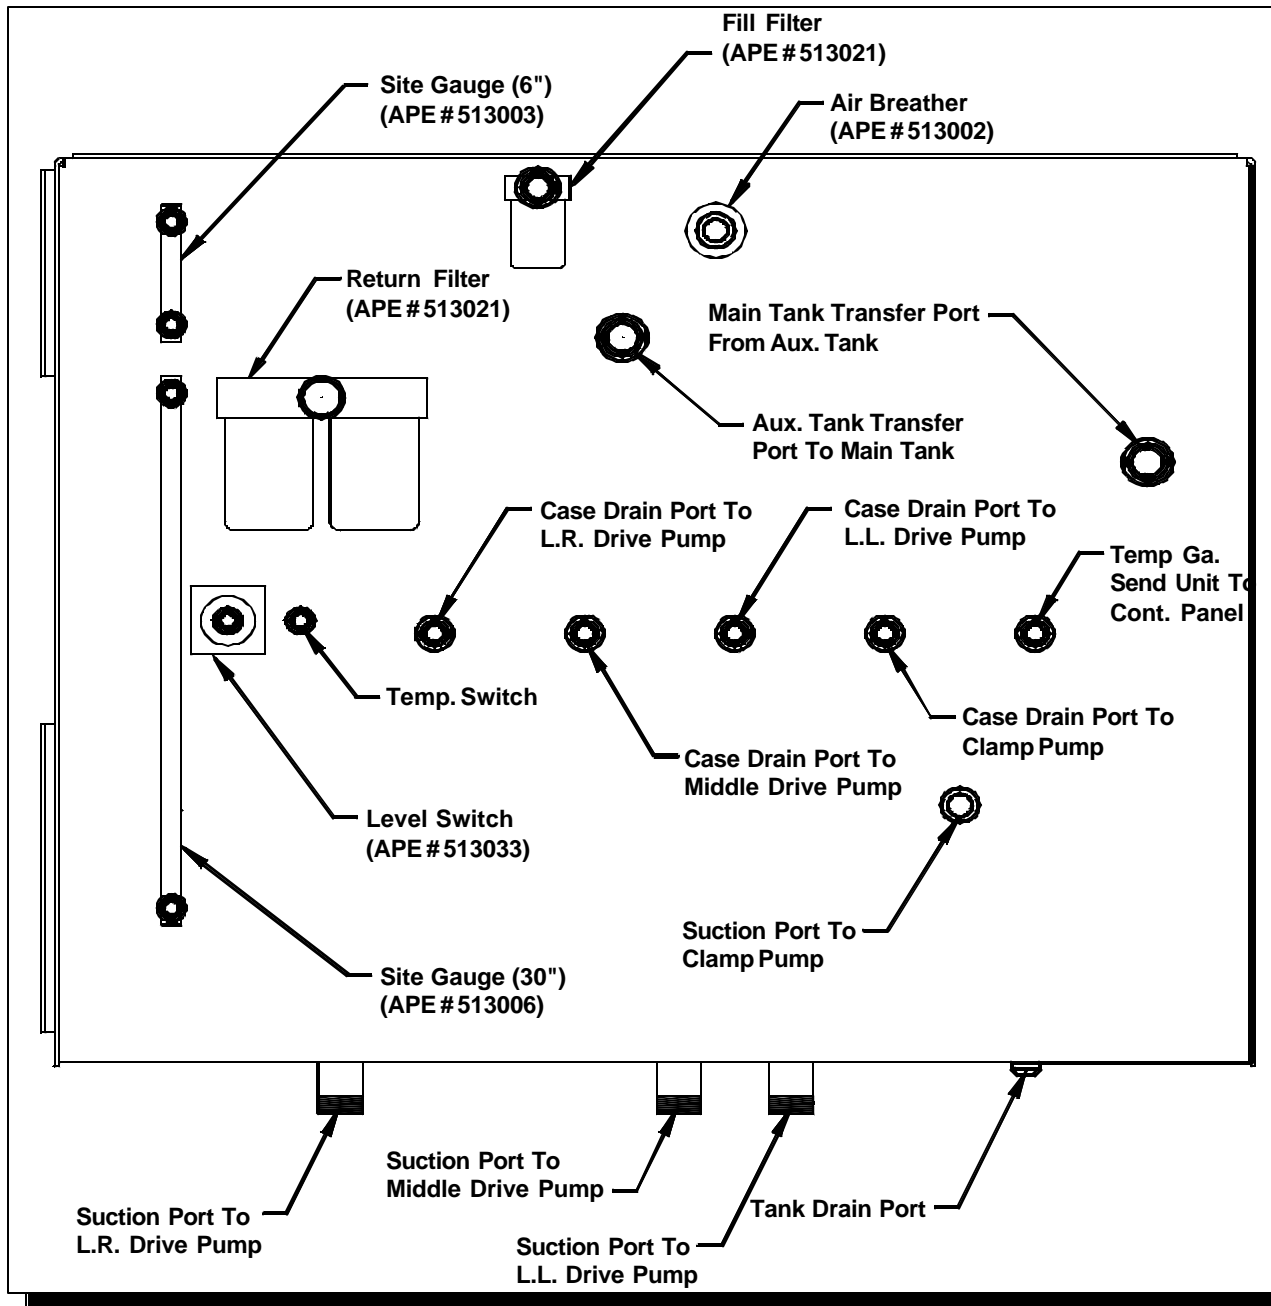 Fill Filter
(APE # 513021)
Site Gauge (6")
(APE # 513003)
Air Breather
(APE # 513002)
Return Filter
(APE # 513021)
Main Tank Transfer Port
From Aux. Tank
Aux. Tank Transfer
Port To Main Tank
Case Drain Port To
L.R. Drive Pump
Case Drain Port To
L.L. Drive Pump
Temp Ga.
Send Unit To
Cont. Panel
Temp. Switch
Case Drain Port To
Clamp Pump
Case Drain Port To
Middle Drive Pump
Level Switch
(APE # 513033)
Suction Port To
Clamp Pump
Site Gauge (30")
(APE # 513006)
Suction Port To
Middle Drive Pump
Tank Drain Port
Suction Port To
L.R. Drive Pump
Suction Port To
L.L. Drive Pump